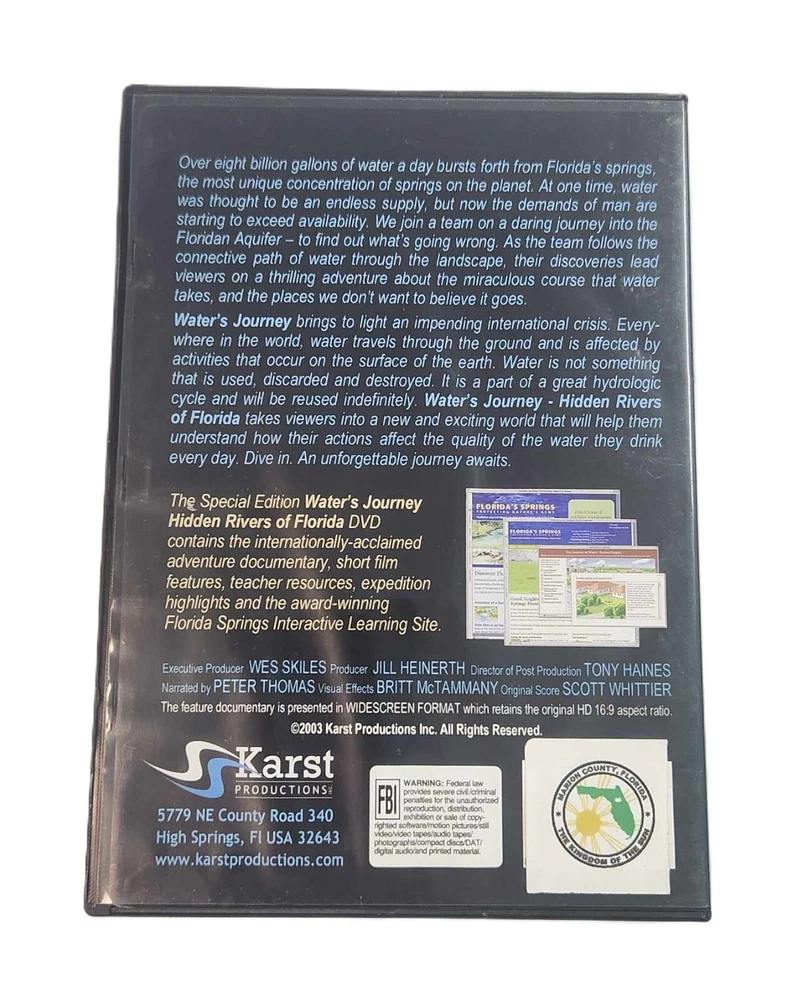 Over eight billion gallons of water a day bursts forth from Florida's springs,
the most unique concentration of springs on the planet. At one time, water
was thought to be an endless supply, but now the demands of man are
starting to exceed availability. We join a team on a daring journey into the
Floridan Aquifer – to find out what's going wrong. As the team follows the
connective path of water through the landscape, their discoveries lead
viewers on a thrilling adventure about the miraculous course that water
takes, and the places we don't want to believe it goes.
Water's Journey brings to light an impending international crisis. Every-
where in the world, water travels through the ground and is affected by
activities that occur on the surface of the earth. Water is not something
that is used, discarded and destroyed. It is a part of a great hydrologic
cycle and will be reused indefinitely. Water's Journey - Hidden Rivers
of Florida takes viewers into a new and exciting world that will help them
understand how their actions affect the quality of the water they drink
every day. Dive in. An unforgettable journey awaits.
The Special Edition Water's Journey
Hidden Rivers of Florida DVD
contains the internationally-acclaimed
adventure documentary, short film
features, teacher resources, expedition
highlights and the award-winning
Florida Springs Interactive Learning Site.
FLORIDA'S SPRINGS
PROTECTING NATURE'S GEMS
FLORIDA'S SPRINGS
Executive Producer WES SKILES Producer JILL HEINERTH Director of Post Production TONY HAINES
Narrated by PETER THOMAS Visual Effects BRITT McTAMMANY Original Score SCOTT WHITTIER
The feature documentary is presented in WIDESCREEN FORMAT which retains the original HD 16:9 aspect ratio.
©2003 Karst Productions Inc. All Rights Reserved.
Karst
PRODUCTIONS INC
5779 NE County Road 340
High Springs, Fl USA 32643
www.karstproductions.com
FBI
WARNING: Federal law
provides severe civil/criminal
penalties for the unauthorized
reproduction, distribution,
exhibition or sale of copy-
righted software/motion pictures/still
video/video tapes/audio tapes/
photographs/compact discs/DAT/
digital audio/and printed material.
MARION COUNTY, FLORIDA
THE KINGDOM OF THE SUN